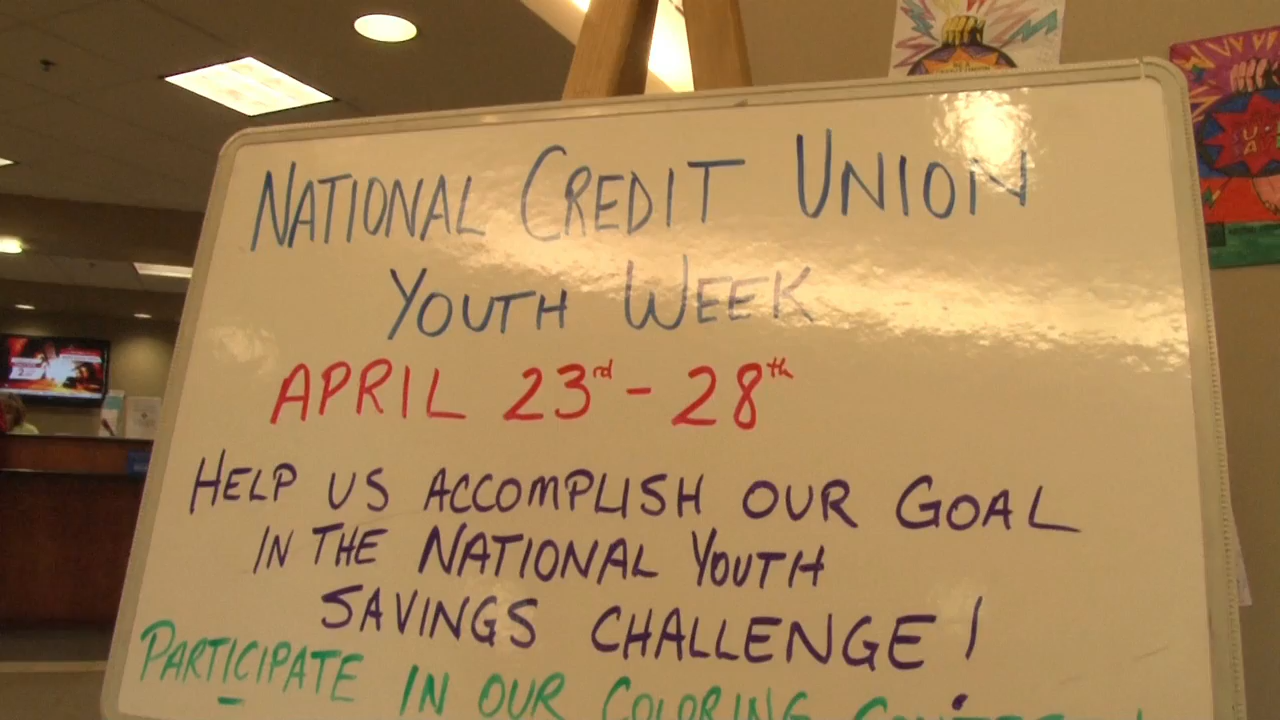 NATIONAL CREDIT UNION
YOUTH WEEK
APRIL 23rd - 28th
HELP US ACCOMPLISH OUR GOAL
IN THE NATIONAL YOUTH
SAVINGS CHALLENGE!
PARTICIPATE IN OUR COLORING